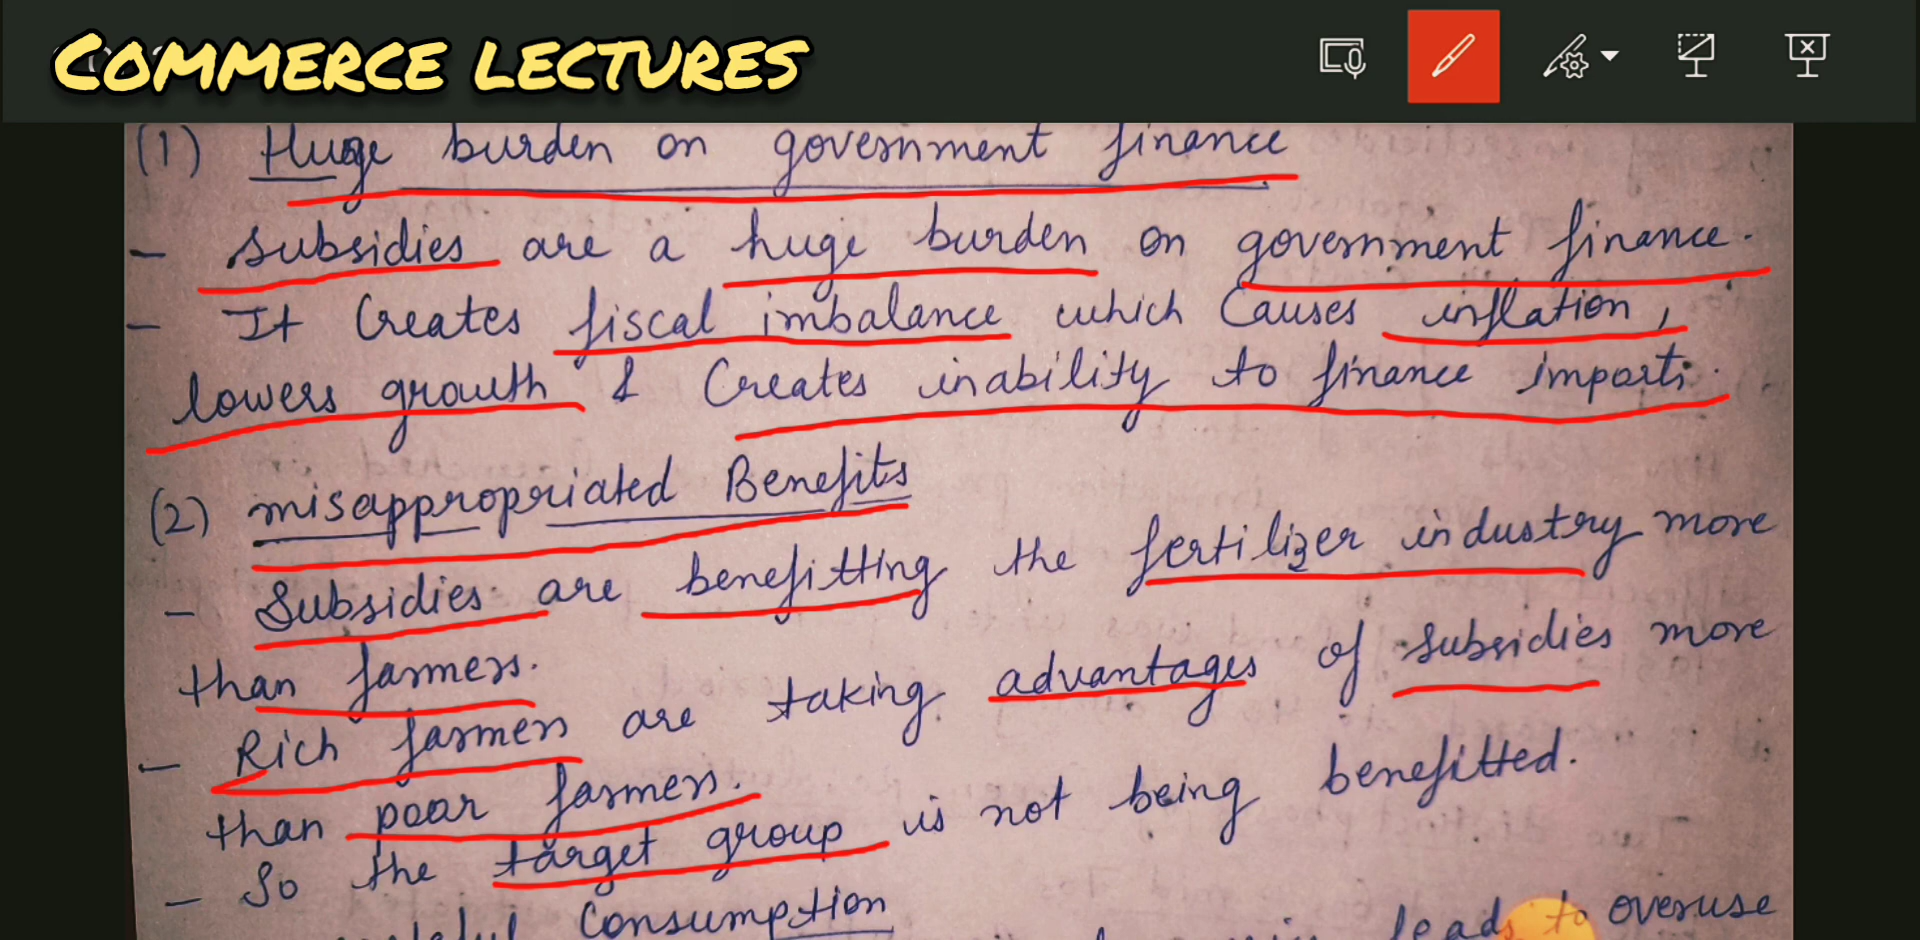 COMMERCE LECTURES
(1) Huge burden on government finance
- subsidies are a huge burden on government finance.
- It Creates fiscal imbalance which Causes inflation,
lowers growth & Creates inability to finance imports.
(2) misappropriated Benefits
- Subsidies are benefitting the fertilizer industry more
than farmers.
- Rich farmers are taking advantages of subsidies more
than poor farmers.
- So the target group is not being benefitted.
Consumption
leads to overuse